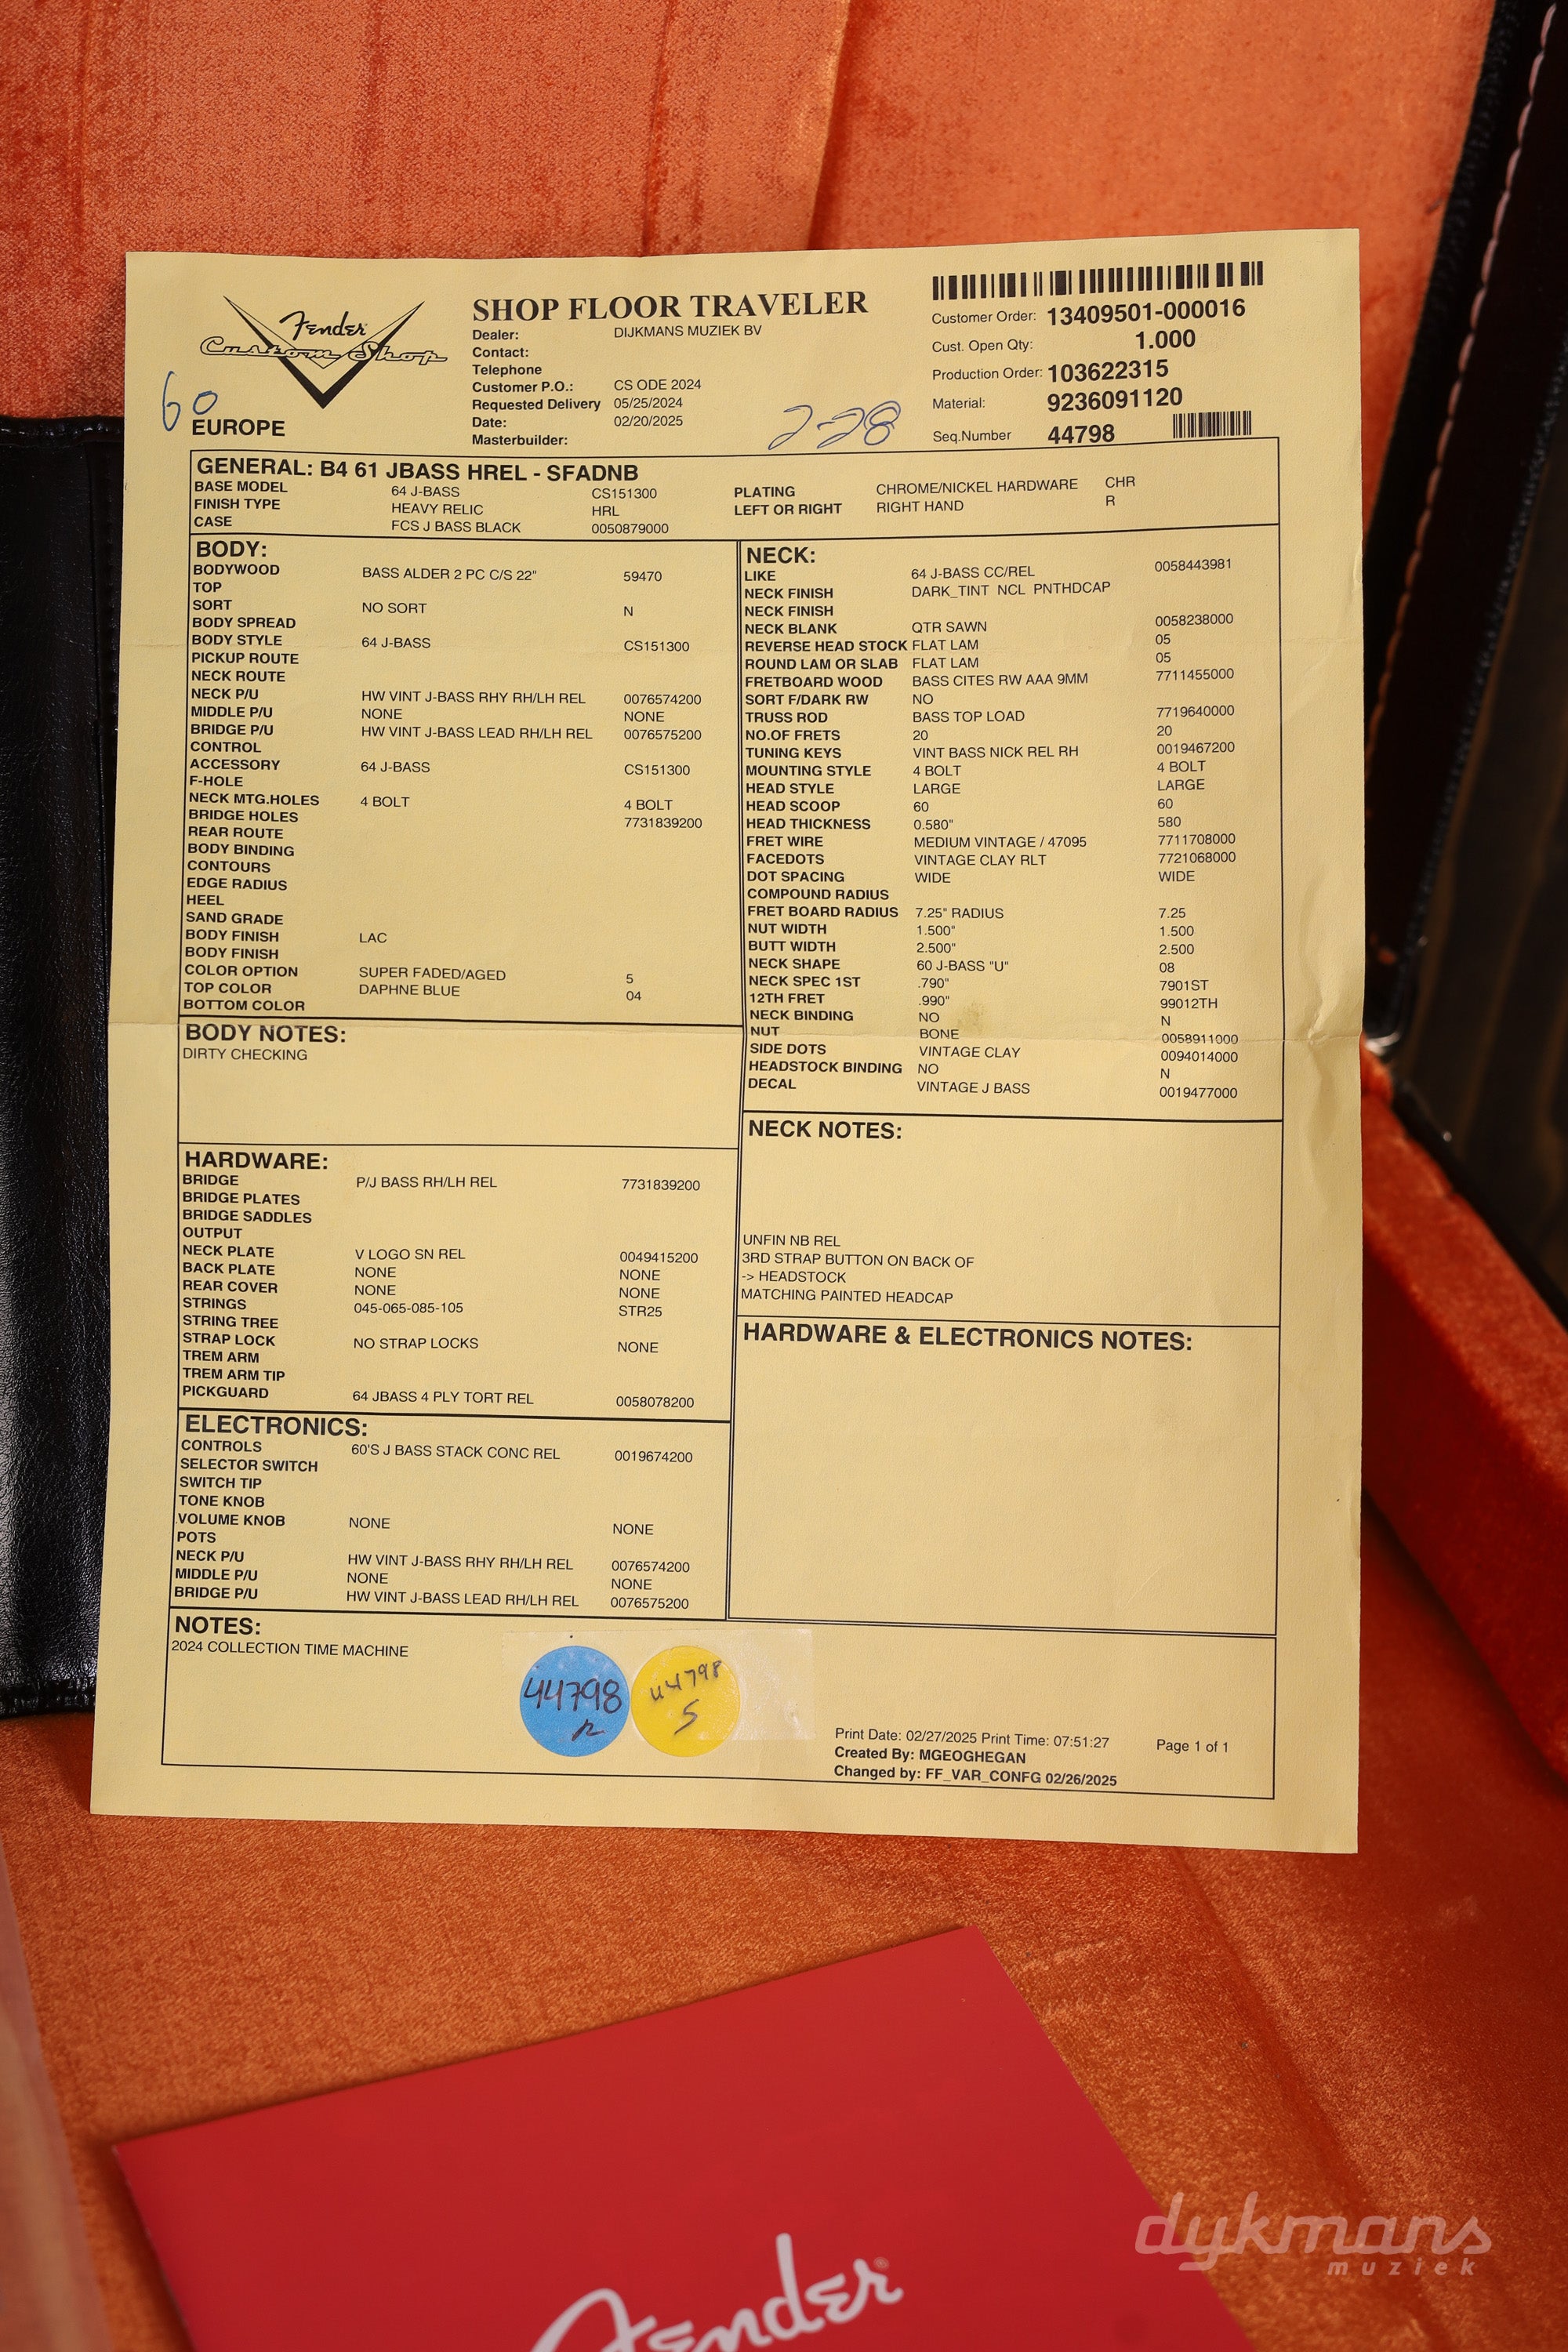 Fender
Custom Shop
60
EUROPE
SHOP FLOOR TRAVELER
Dealer: DIJKMANS MUZIEK BV
Contact:
Telephone
Customer P.O.: CS ODE 2024
Requested Delivery 05/25/2024
Date: 02/20/2025
Masterbuilder:
2-28
Customer Order: 13409501-000016
Cust. Open Qty: 1.000
Production Order: 103622315
Material: 9236091120
Seq.Number 44798
GENERAL: B4 61 JBASS HREL - SFADNB
BASE MODEL 64 J-BASS CS151300
FINISH TYPE HEAVY RELIC HRL
CASE FCS J BASS BLACK 0050879000
PLATING CHROME/NICKEL HARDWARE CHR
LEFT OR RIGHT RIGHT HAND R
BODY:
BODYWOOD BASS ALDER 2 PC C/S 22" 59470
TOP
SORT NO SORT N
BODY SPREAD
BODY STYLE 64 J-BASS CS151300
PICKUP ROUTE
NECK ROUTE
NECK P/U HW VINT J-BASS RHY RH/LH REL 0076574200
MIDDLE P/U NONE NONE
BRIDGE P/U HW VINT J-BASS LEAD RH/LH REL 0076575200
CONTROL
ACCESSORY 64 J-BASS CS151300
F-HOLE
NECK MTG.HOLES 4 BOLT 4 BOLT
BRIDGE HOLES 7731839200
REAR ROUTE
BODY BINDING
CONTOURS
EDGE RADIUS
HEEL
SAND GRADE
BODY FINISH LAC
BODY FINISH
COLOR OPTION SUPER FADED/AGED 5
TOP COLOR DAPHNE BLUE 04
BOTTOM COLOR
BODY NOTES:
DIRTY CHECKING
HARDWARE:
BRIDGE P/J BASS RH/LH REL 7731839200
BRIDGE PLATES
BRIDGE SADDLES
OUTPUT
NECK PLATE V LOGO SN REL 0049415200
BACK PLATE NONE NONE
REAR COVER NONE NONE
STRINGS 045-065-085-105 STR25
STRING TREE
STRAP LOCK NO STRAP LOCKS NONE
TREM ARM
TREM ARM TIP
PICKGUARD 64 JBASS 4 PLY TORT REL 0058078200
ELECTRONICS:
CONTROLS 60'S J BASS STACK CONC REL 0019674200
SELECTOR SWITCH
SWITCH TIP
TONE KNOB
VOLUME KNOB NONE NONE
POTS
NECK P/U HW VINT J-BASS RHY RH/LH REL 0076574200
MIDDLE P/U NONE NONE
BRIDGE P/U HW VINT J-BASS LEAD RH/LH REL 0076575200
NECK:
LIKE 64 J-BASS CC/REL 0058443981
NECK FINISH DARK_TINT NCL PNTHDCAP
NECK FINISH
NECK BLANK QTR SAWN 0058238000
REVERSE HEAD STOCK FLAT LAM 05
ROUND LAM OR SLAB FLAT LAM 05
FRETBOARD WOOD BASS CITES RW AAA 9MM 7711455000
SORT F/DARK RW NO
TRUSS ROD BASS TOP LOAD 7719640000
NO.OF FRETS 20 20
TUNING KEYS VINT BASS NICK REL RH 0019467200
MOUNTING STYLE 4 BOLT 4 BOLT
HEAD STYLE LARGE LARGE
HEAD SCOOP 60 60
HEAD THICKNESS 0.580" 580
FRET WIRE MEDIUM VINTAGE / 47095 7711708000
FACEDOTS VINTAGE CLAY RLT 7721068000
DOT SPACING WIDE WIDE
COMPOUND RADIUS
FRET BOARD RADIUS 7.25" RADIUS 7.25
NUT WIDTH 1.500" 1.500
BUTT WIDTH 2.500" 2.500
NECK SHAPE 60 J-BASS "U" 08
NECK SPEC 1ST .790" 7901ST
12TH FRET .990" 99012TH
NECK BINDING NO N
NUT BONE 0058911000
SIDE DOTS VINTAGE CLAY 0094014000
HEADSTOCK BINDING NO N
DECAL VINTAGE J BASS 0019477000
NECK NOTES:
UNFIN NB REL
3RD STRAP BUTTON ON BACK OF
-> HEADSTOCK
MATCHING PAINTED HEADCAP
HARDWARE & ELECTRONICS NOTES:
NOTES:
2024 COLLECTION TIME MACHINE
44798
44798
S
Print Date: 02/27/2025 Print Time: 07:51:27 Page 1 of 1
Created By: MGEOGHEGAN
Changed by: FF_VAR_CONFG 02/26/2025
Fender
dykmans
muziek